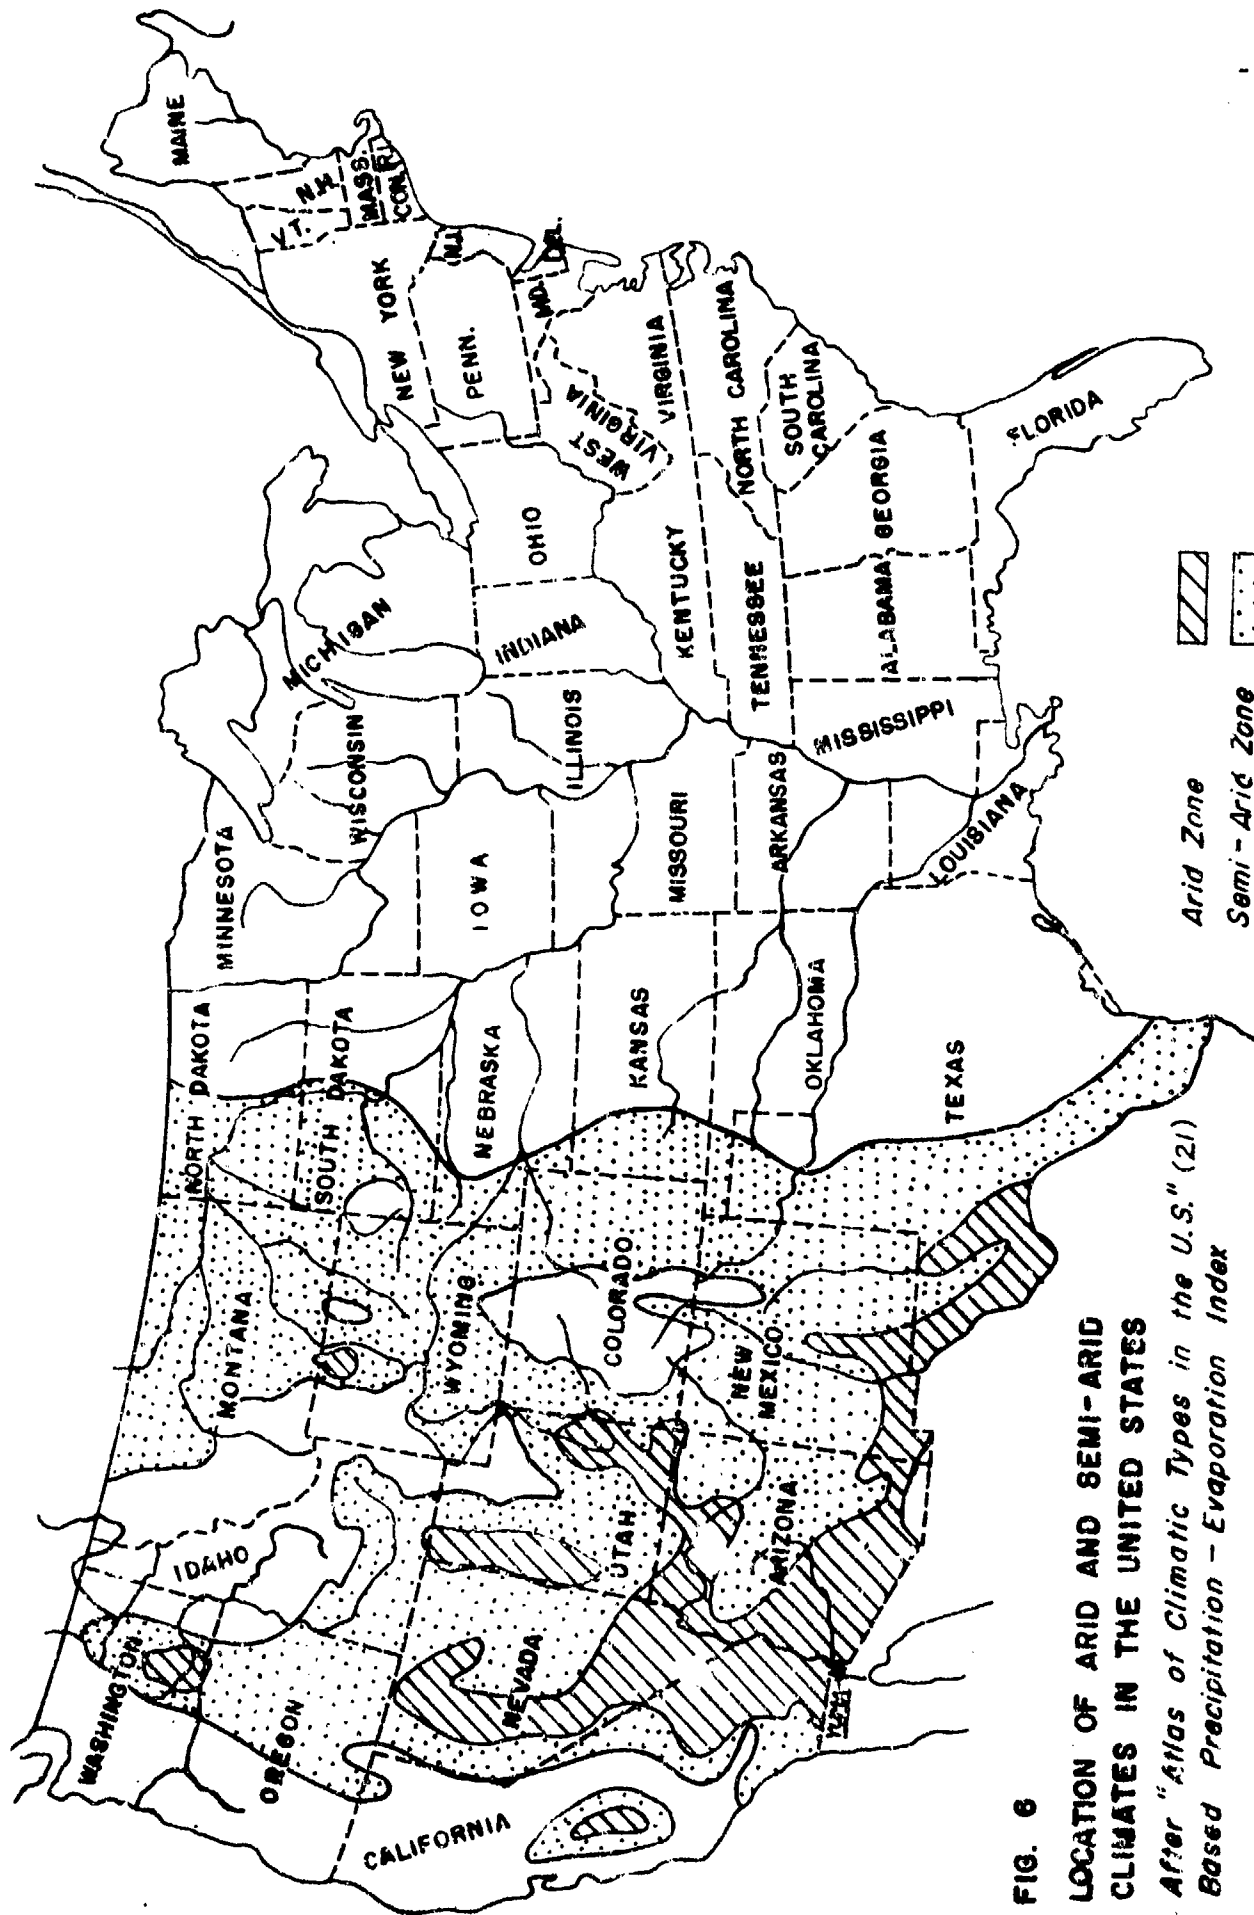 WASHINGTON
OREGON
CALIFORNIA
IDAHO
NEVADA
MONTANA
WYOMING
UTAH
COLORADO
ARIZONA
NEW
MEXICO
NORTH DAKOTA
SOUTH DAKOTA
NEBRASKA
KANSAS
OKLAHOMA
TEXAS
MINNESOTA
IOWA
MISSOURI
ARKANSAS
LOUISIANA
WISCONSIN
ILLINOIS
MICHIGAN
INDIANA
OHIO
KENTUCKY
TENNESSEE
MISSISSIPPI
ALABAMA
GEORGIA
FLORIDA
SOUTH
CAROLINA
NORTH CAROLINA
VIRGINIA
WEST
VIRGINIA
PENN.
NEW YORK
N.J.
MD.
DEL.
V.T.
N.H.
MASS.
CON.
R.I.
MAINE
FIG. 6
LOCATION OF ARID AND SEMI-ARID
CLIMATES IN THE UNITED STATES
After "Atlas of Climatic Types in the U.S." (21)
Based Precipitation - Evaporation Index
Arid Zone
Semi-Arid Zone